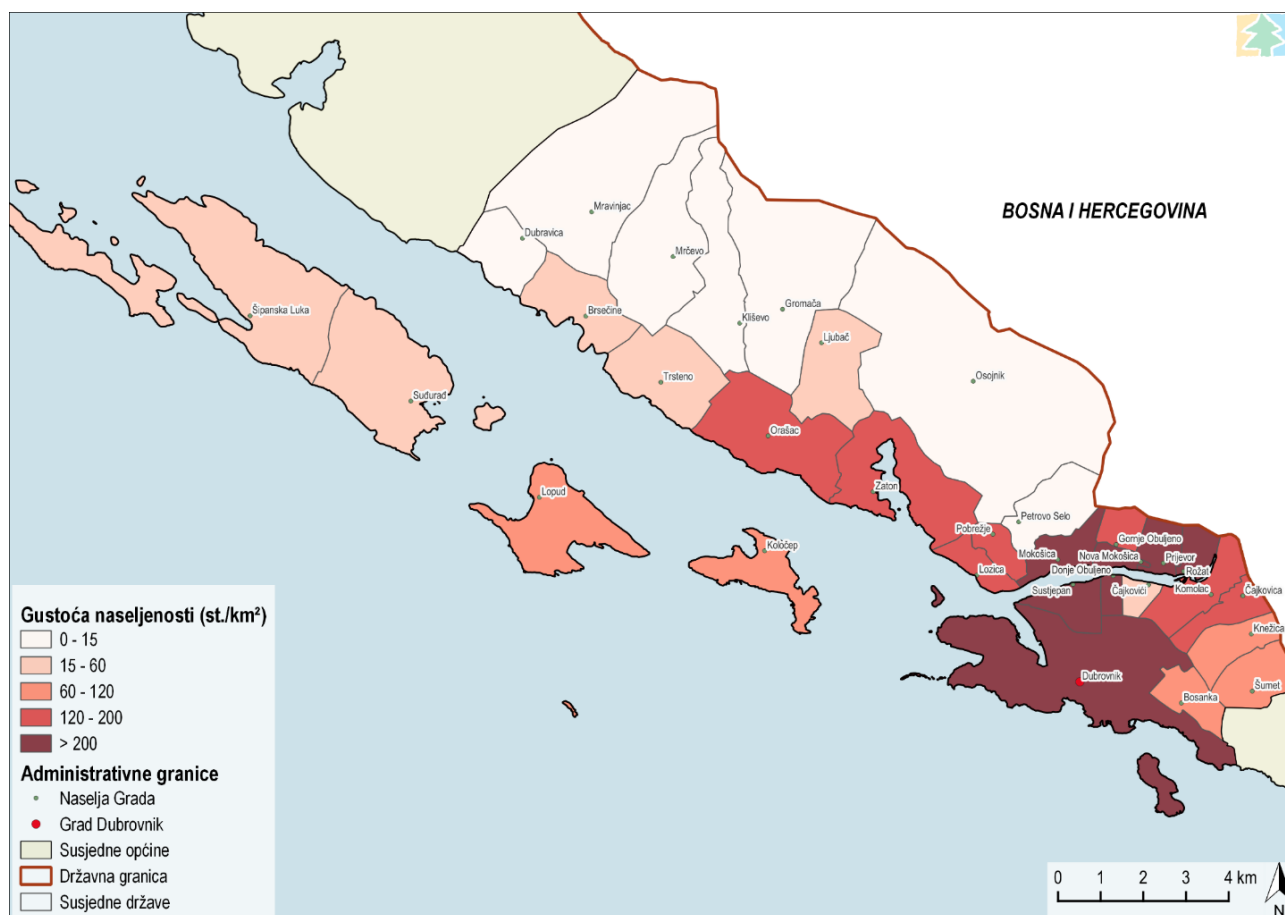 BOSNA I HERCEGOVINA
Mravinjac
Dubravica
Mrčevo
Šipanska Luka
Brsečine
Gromača
Kliševo
Ljubač
Trsteno
Osojnik
Suđurađ
Orašac
Lopud
Zaton
Petrovo Selo
Pobrežje
Gornje Obuljeno
Koločep
Mokošica
Nova Mokošica
Prijevor
Lozica
Donje Obuljeno
Rožat
Sustjepan
Čajkovići
Komolac
Čajkovica
Knežica
Dubrovnik
Šumet
Bosanka
Gustoća naseljenosti (st./km²)
0 - 15
15 - 60
60 - 120
120 - 200
> 200
Administrativne granice
Naselja Grada
Grad Dubrovnik
Susjedne općine
Državna granica
Susjedne države
0 1 2 3 4 km
N